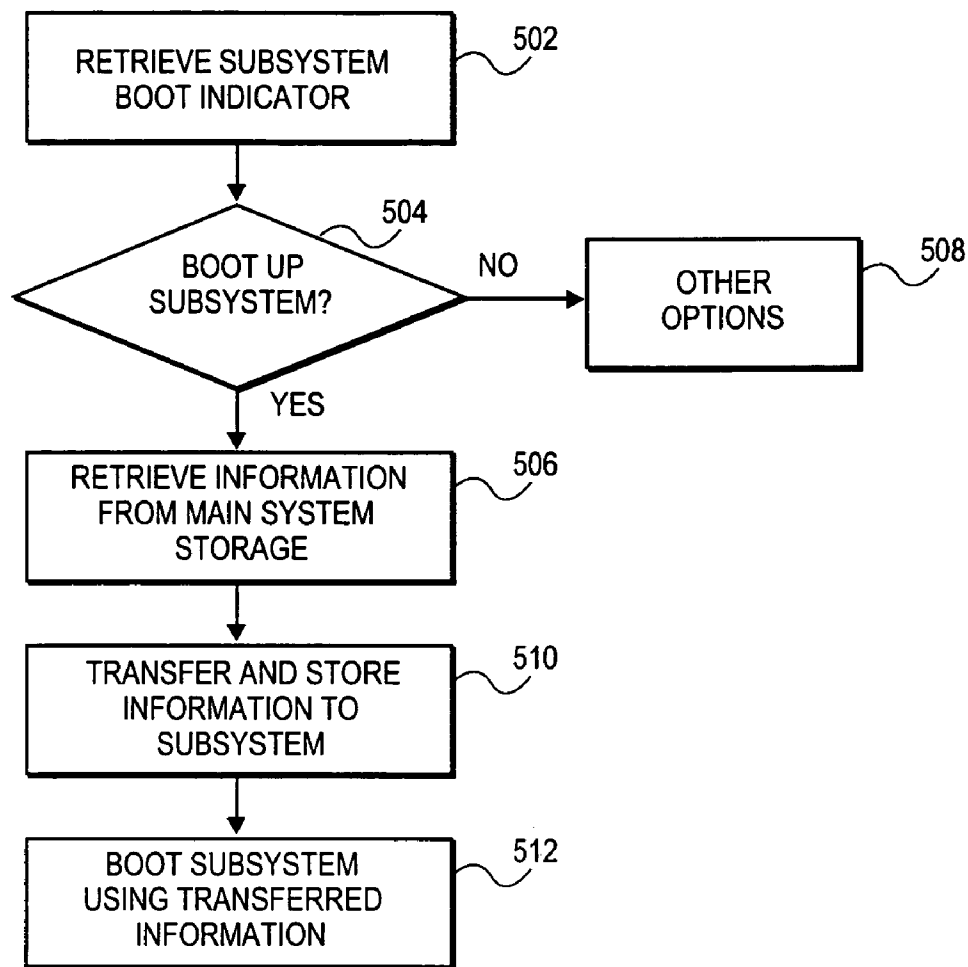 RETRIEVE SUBSYSTEM
BOOT INDICATOR
502
504
BOOT UP
SUBSYSTEM?
NO
OTHER
OPTIONS
508
YES
RETRIEVE INFORMATION
FROM MAIN SYSTEM
STORAGE
506
TRANSFER AND STORE
INFORMATION TO
SUBSYSTEM
510
BOOT SUBSYSTEM
USING TRANSFERRED
INFORMATION
512